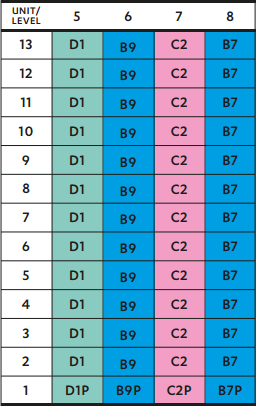 UNIT/
LEVEL 5 6 7 8
13 D1 B9 C2 B7
12 D1 B9 C2 B7
11 D1 B9 C2 B7
10 D1 B9 C2 B7
9 D1 B9 C2 B7
8 D1 B9 C2 B7
7 D1 B9 C2 B7
6 D1 B9 C2 B7
5 D1 B9 C2 B7
4 D1 B9 C2 B7
3 D1 B9 C2 B7
2 D1 B9 C2 B7
1 D1P B9P C2P B7P